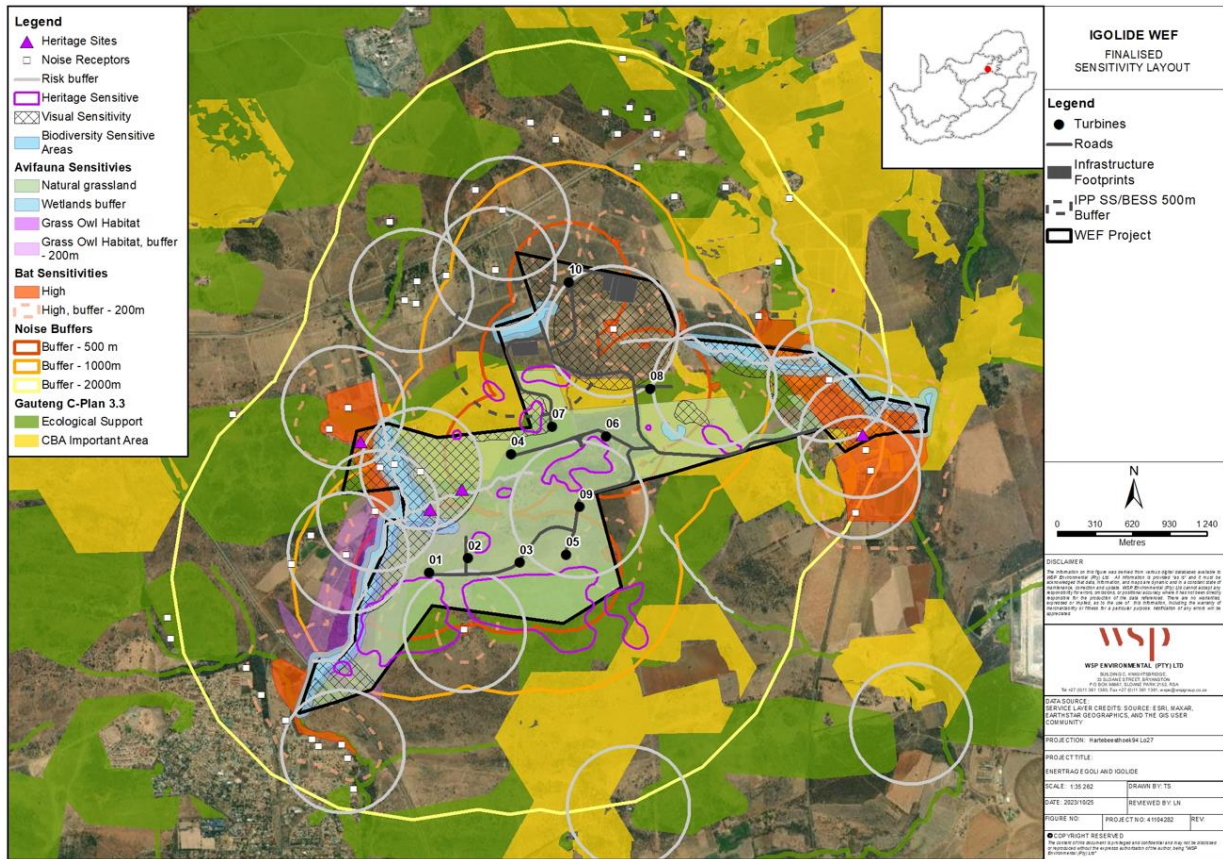 Legend
Heritage Sites
Noise Receptors
Risk buffer
Heritage Sensitive
Visual Sensitivity
Biodiversity Sensitive
Areas
Avifauna Sensitivies
Natural grassland
Wetlands buffer
Grass Owl Habitat
Grass Owl Habitat, buffer
- 200m
Bat Sensitivities
High
High, buffer - 200m
Noise Buffers
Buffer - 500 m
Buffer - 1000m
Buffer - 2000m
Gauteng C-Plan 3.3
Ecological Support
CBA Important Area
10
08
07
06
04
09
02
03
05
01
IGOLIDE WEF
FINALISED
SENSITIVITY LAYOUT
Legend
Turbines
Roads
Infrastructure
Footprints
IPP SS/BESS 500m
Buffer
WEF Project
N
0 310 620 930 1 240
Metres
DISCLAIMER
wsp
WSP ENVIRONMENTAL (PTY) LTD
DATA SOURCE:
SERVICE LAYER CREDITS: SOURCE: ESRI, MAXAR,
EARTHSTAR GEOGRAPHICS, AND THE GIS USER
COMMUNITY
PROJECTION: Hartebeesthoek94 Lo27
PROJECT TITLE:
ENERTRAG EGOLI AND IGOLIDE
SCALE: 1:35 262 DRAWN BY: TS
DATE: 2023/10/25 REVIEWED BY: LN
FIGURE NO: PROJECT NO: 41104282 REV:
COPYRIGHT RESERVED